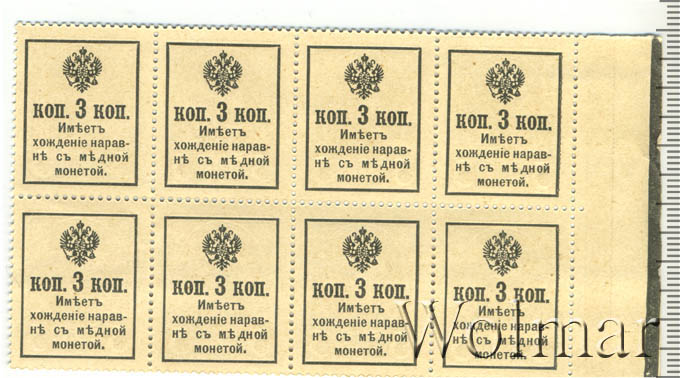 коп. 3 коп. коп. 3 коп. коп. 3 коп. коп. 3 коп.
Имѣетъ Имѣетъ Имѣетъ Имѣетъ
хожденіе нарав- хожденіе нарав- хожденіе нарав- хожденіе нарав-
нѣ съ мѣдной нѣ съ мѣдной нѣ съ мѣдной нѣ съ мѣдной
монетой. монетой. монетой. монетой.
коп. 3 коп. коп. 3 коп. коп. 3 коп. коп. 3 коп.
Имѣетъ Имѣетъ Имѣетъ Имѣетъ
хожденіе нарав- хожденіе нарав- хожденіе нарав- хожденіе нарав-
нѣ съ мѣдной нѣ съ мѣдной нѣ съ мѣдной нѣ съ мѣдной
монетой. монетой. монетой. монетой.
Wolmar